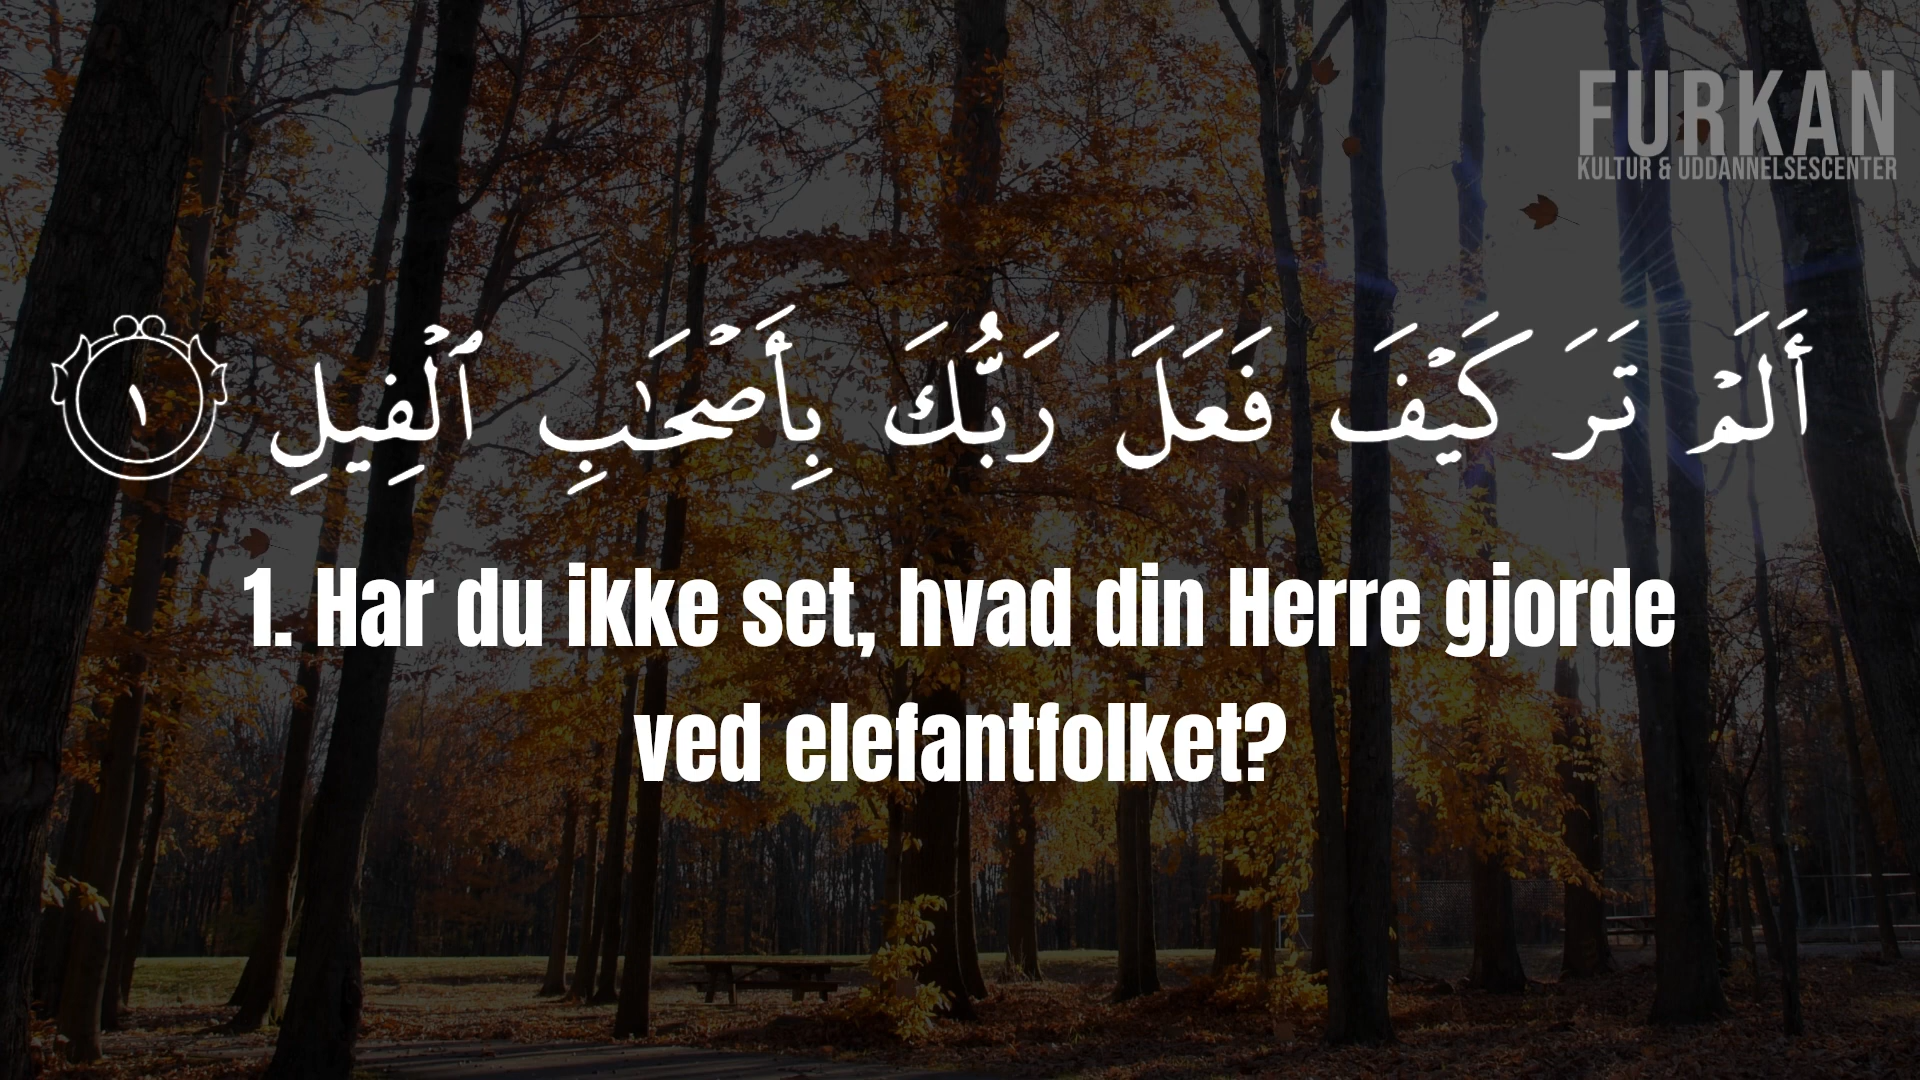 FURKAN
KULTUR & UDDANNELSESCENTER
أَلَمْ تَرَ كَيْفَ فَعَلَ رَبُّكَ بِأَصْحَٰبِ ٱلْفِيلِ ١
1. Har du ikke set, hvad din Herre gjorde
ved elefantfolket?